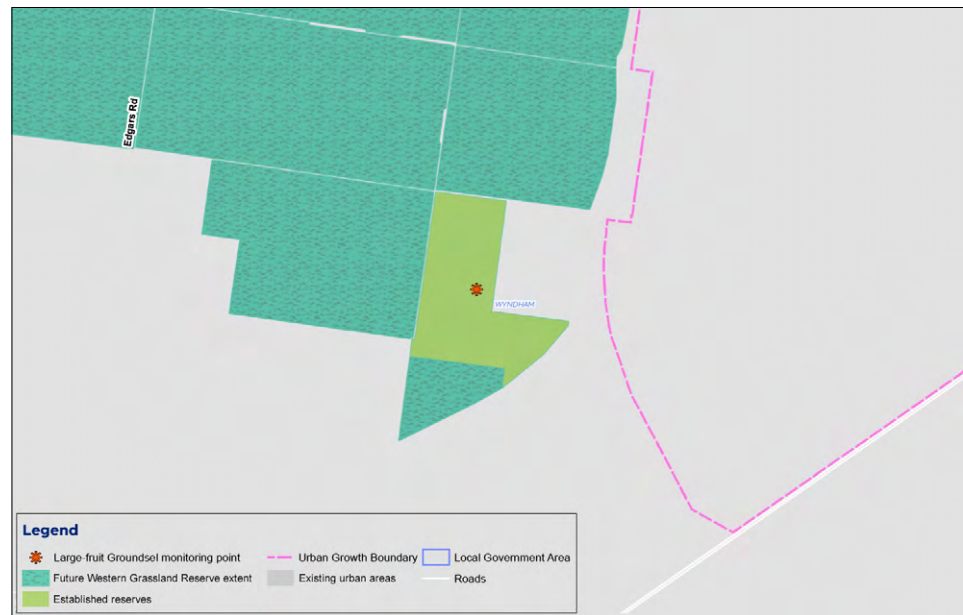 Edgars Rd
WYNDHAM
Legend
Large-fruit Groundsel monitoring point
Urban Growth Boundary
Local Government Area
Future Western Grassland Reserve extent
Existing urban areas
Roads
Established reserves